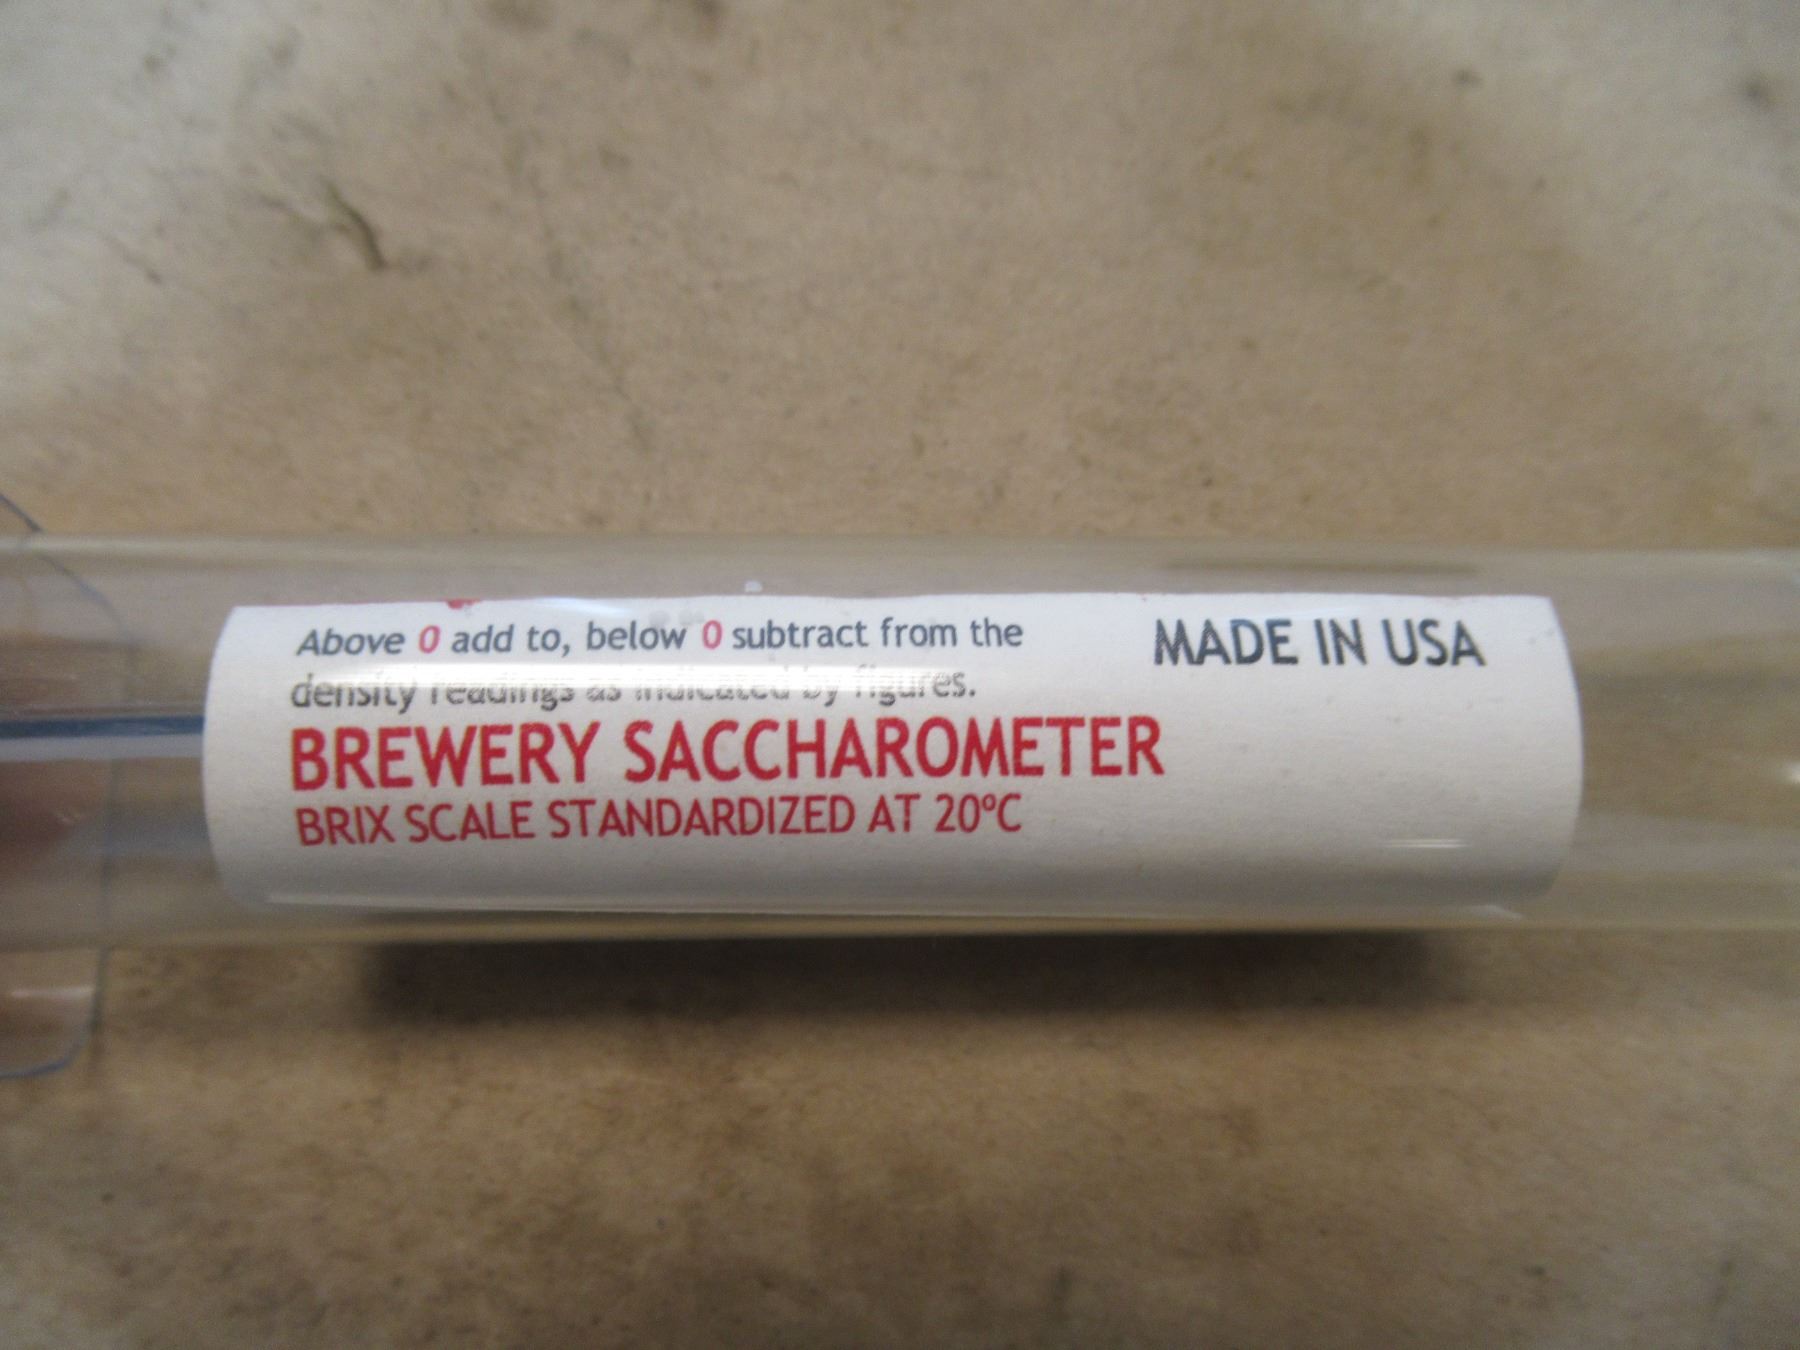 Above 0 add to, below 0 subtract from the
density readings as indicated by figures.
MADE IN USA
BREWERY SACCHAROMETER
BRIX SCALE STANDARDIZED AT 20ºC